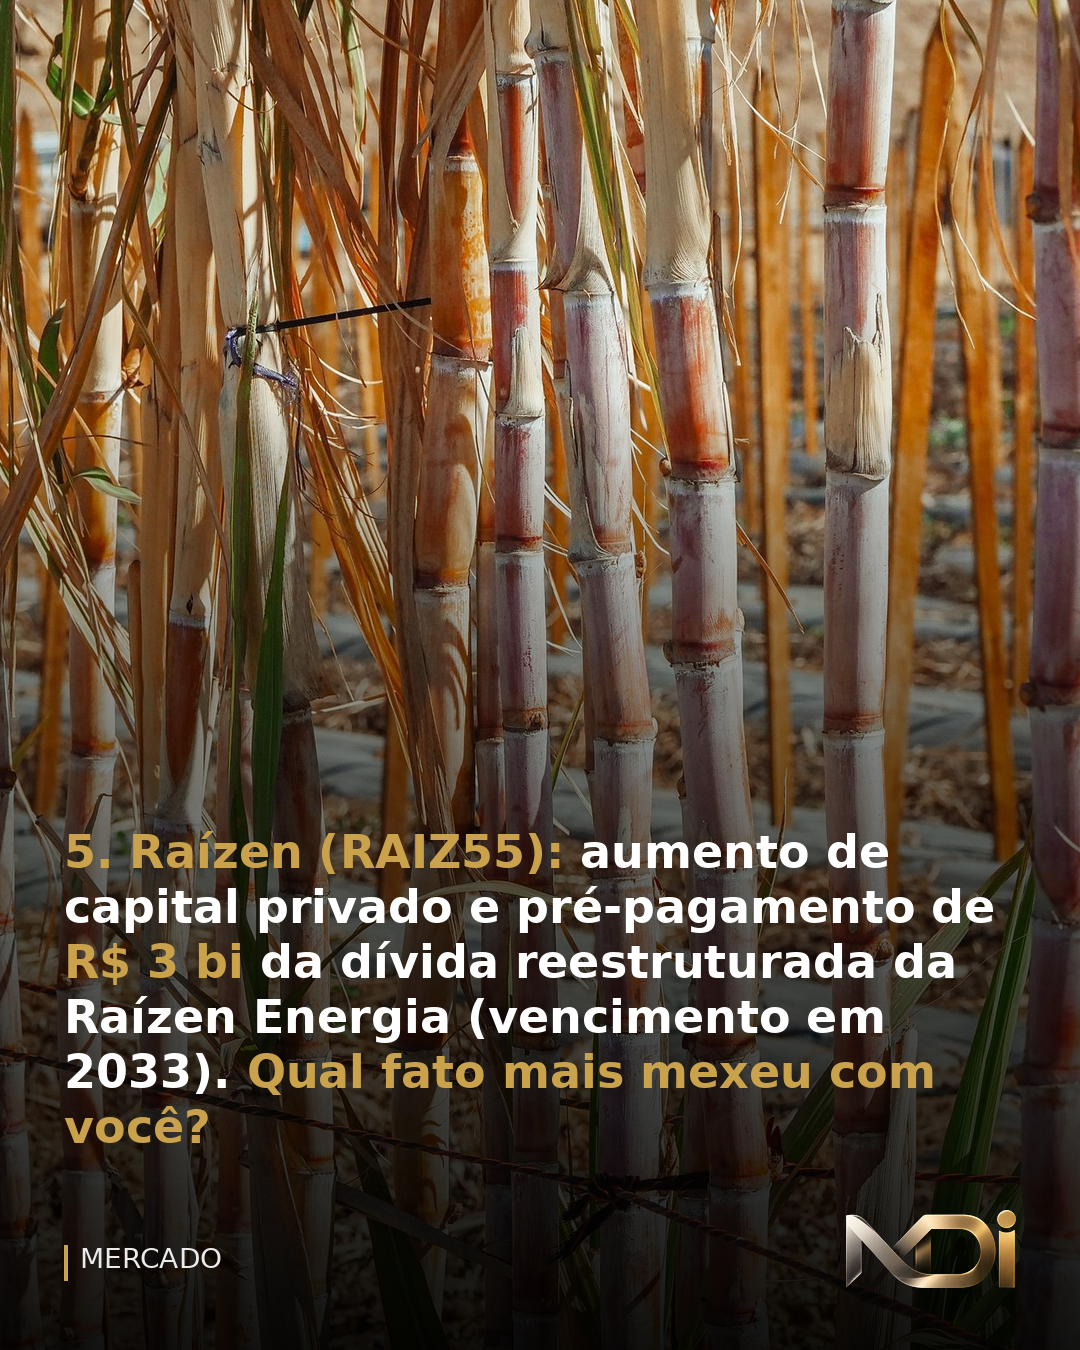 5. Raízen (RAIZ55): aumento de
capital privado e pré-pagamento de
R$ 3 bi da dívida reestruturada da
Raízen Energia (vencimento em
2033). Qual fato mais mexeu com
você?
MERCADO
MDi